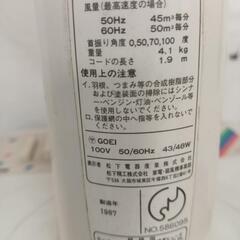 風量(最高速度の場合)
50Hz 45m³毎分
60Hz 50m³毎分
首振り角度 0,50,70,100 度
重量 4.1 kg
コードの長さ 1.9 m
使用上の注意
イ.羽根、つまみ等の合成樹脂部分
および塗装面の掃除にはシンナ
ー・ベンジン・灯油・ベンゾール等
を使わないでください。
ロ.保護網の中へ指等を入れないで
ください。
GOEI
100V 50/60Hz 43/48W
松下電器産業株式会社
製造年
1987
NO.588095